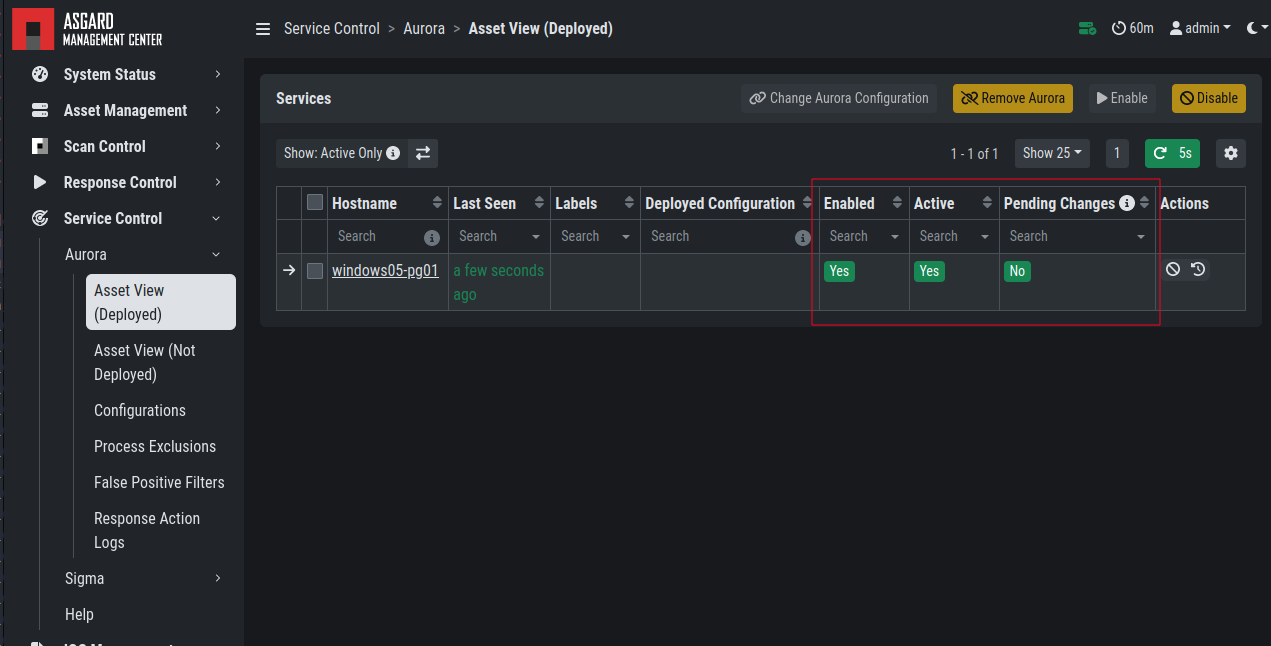 ASGARD
MANAGEMENT CENTER
Service Control > Aurora > Asset View (Deployed)
60m
admin
System Status
Asset Management
Scan Control
Response Control
Service Control
Aurora
Asset View
(Deployed)
Asset View (Not
Deployed)
Configurations
Process Exclusions
False Positive Filters
Response Action
Logs
Sigma
Help
Services
Change Aurora Configuration
Remove Aurora
Enable
Disable
Show: Active Only
1 - 1 of 1
Show 25
1
5s
Hostname Last Seen Labels Deployed Configuration Enabled Active Pending Changes Actions
Search Search Search Search Search Search Search
windows05-pg01 a few seconds Yes Yes No
ago